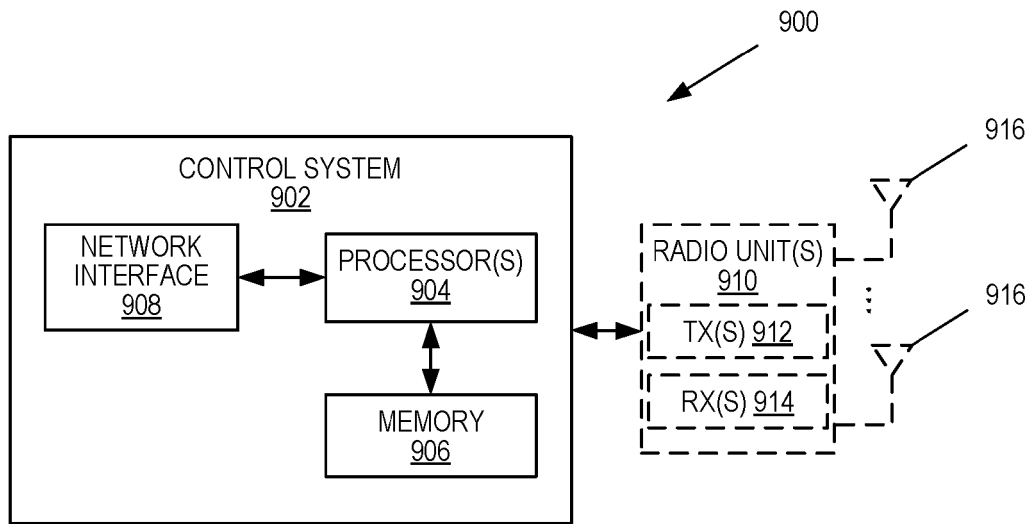 900
916
CONTROL SYSTEM
902
NETWORK
INTERFACE
908
PROCESSOR(S)
904
MEMORY
906
RADIO UNIT(S)
910
TX(S) 912
RX(S) 914
916